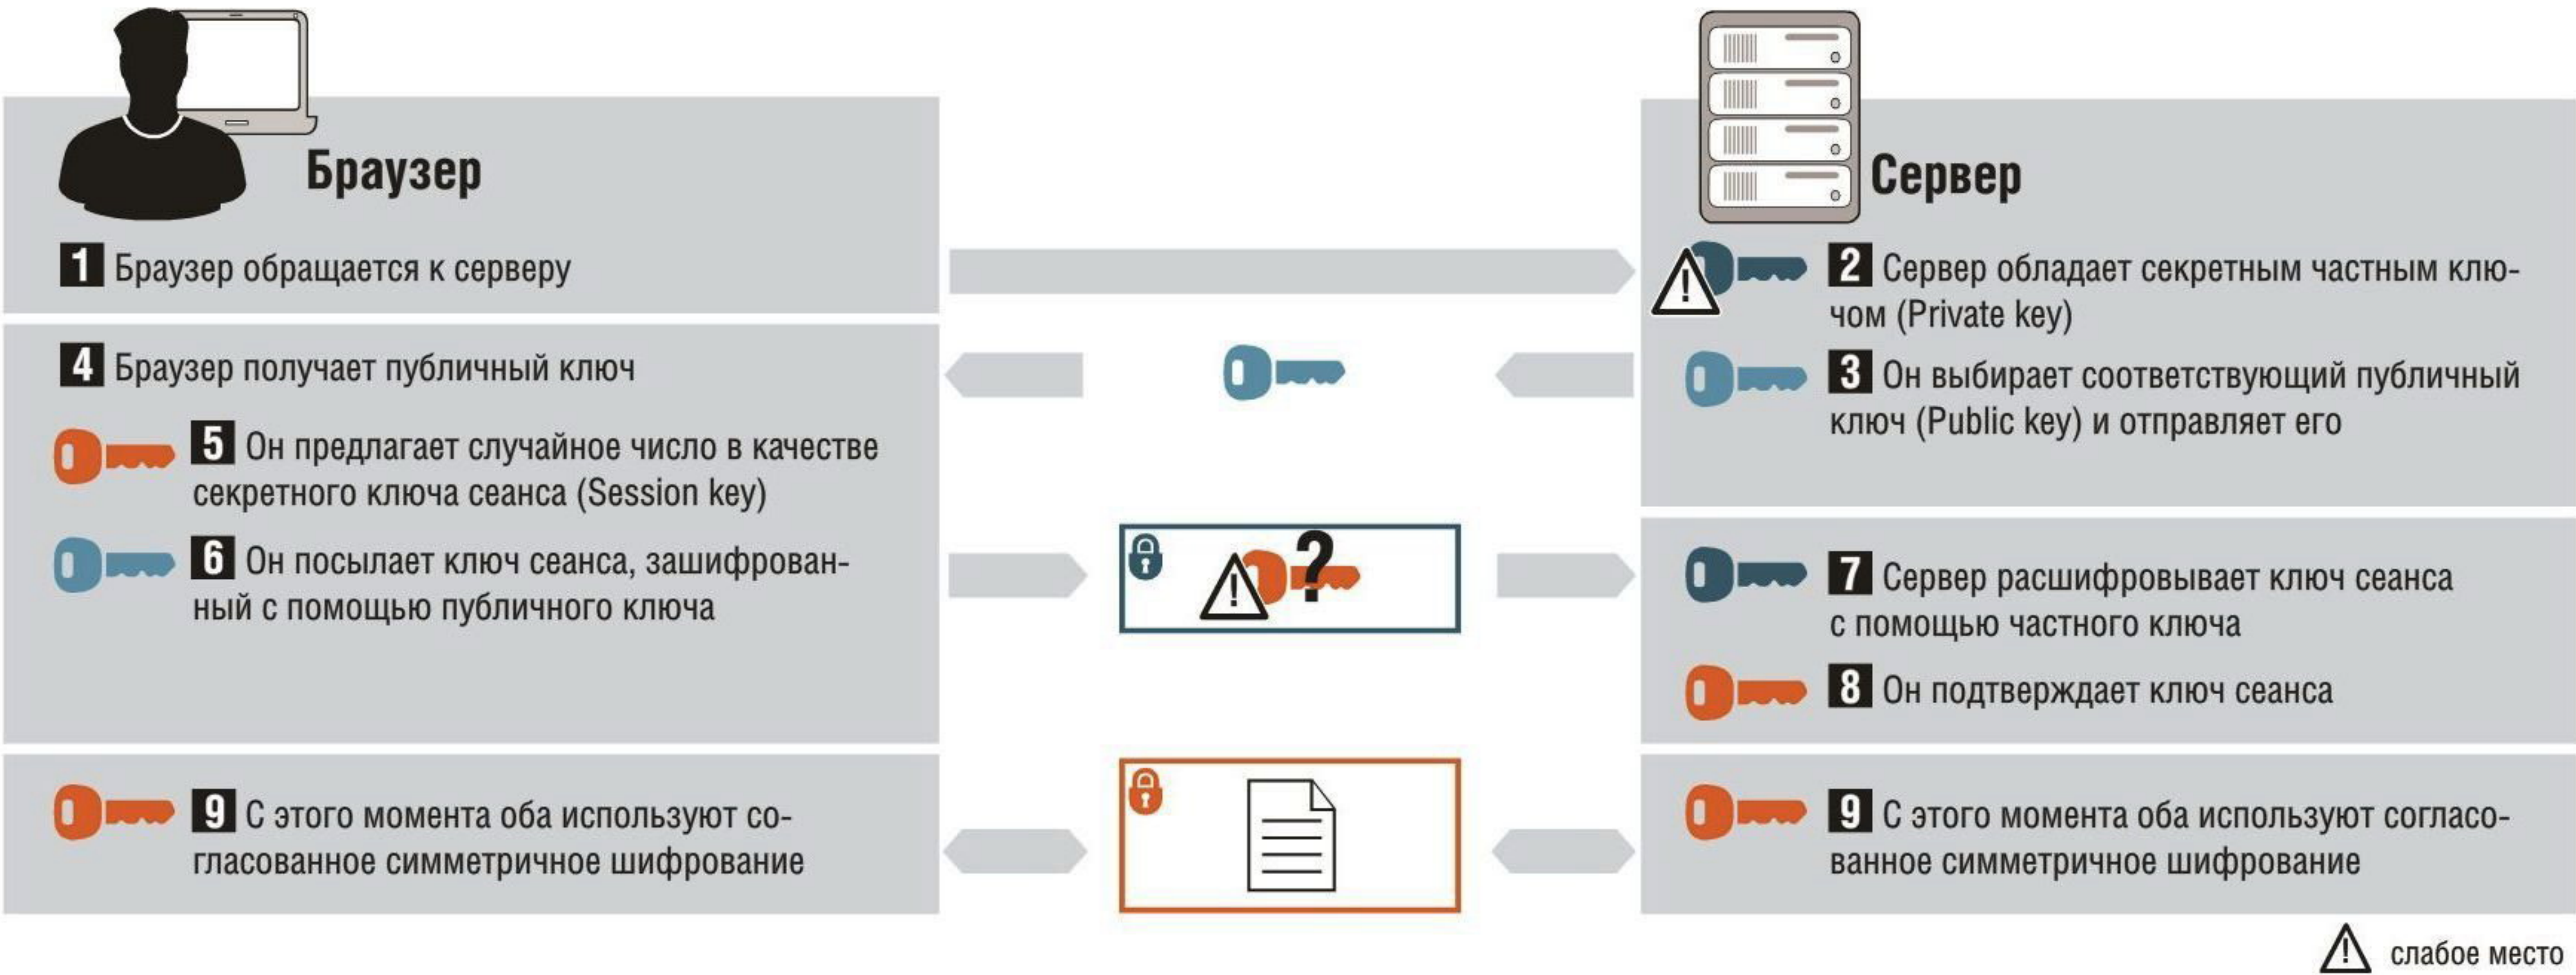 Браузер
1 Браузер обращается к серверу
4 Браузер получает публичный ключ
5 Он предлагает случайное число в качестве
секретного ключа сеанса (Session key)
6 Он посылает ключ сеанса, зашифрован-
ный с помощью публичного ключа
9 С этого момента оба используют со-
гласованное симметричное шифрование
?
Сервер
2 Сервер обладает секретным частным клю-
чом (Private key)
3 Он выбирает соответствующий публичный
ключ (Public key) и отправляет его
7 Сервер расшифровывает ключ сеанса
с помощью частного ключа
8 Он подтверждает ключ сеанса
9 С этого момента оба используют согласо-
ванное симметричное шифрование
слабое место